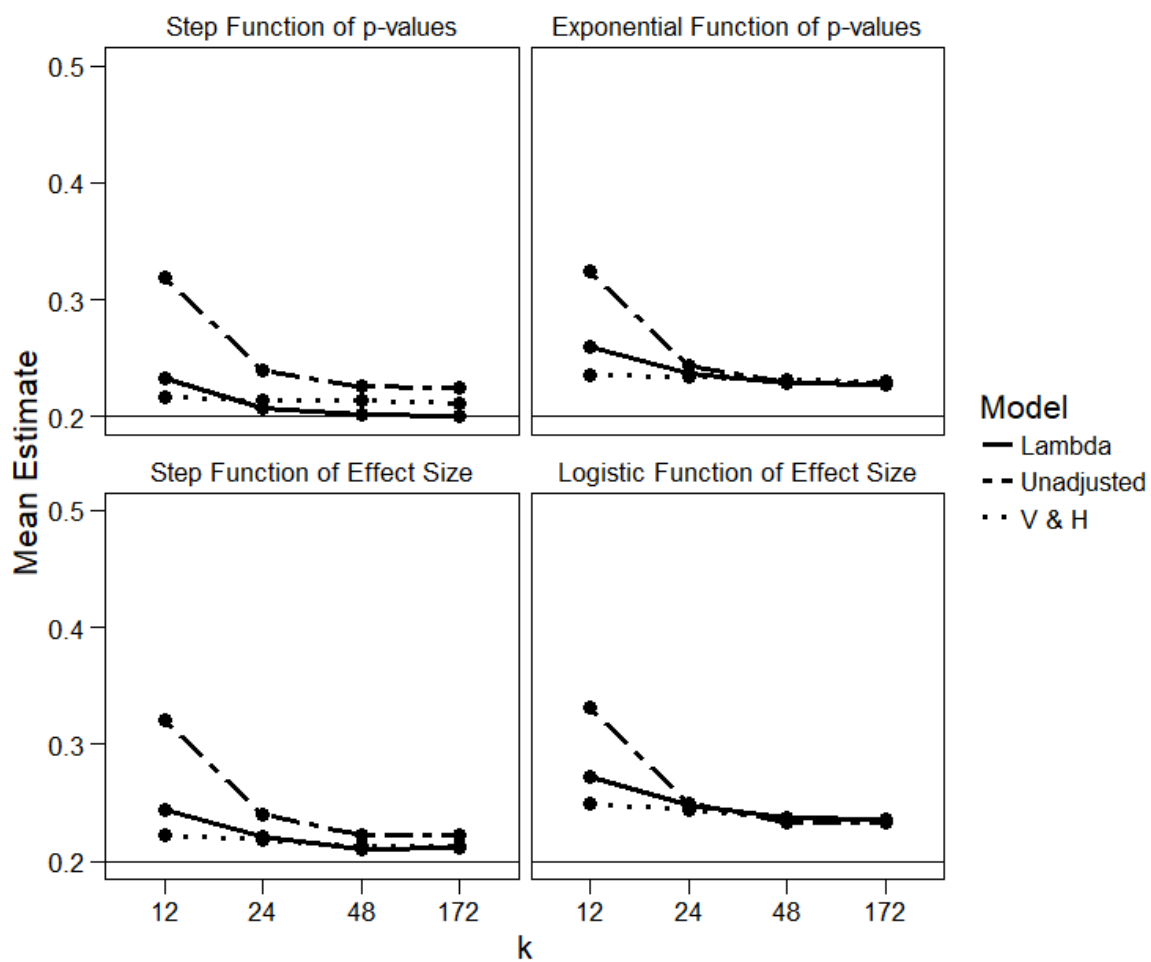 Step Function of p-values
Exponential Function of p-values
0.5
0.4
0.3
0.2
Step Function of Effect Size
Logistic Function of Effect Size
0.5
0.4
0.3
0.2
12 24 48 172
12 24 48 172
Mean Estimate
k
Model
Lambda
Unadjusted
V & H